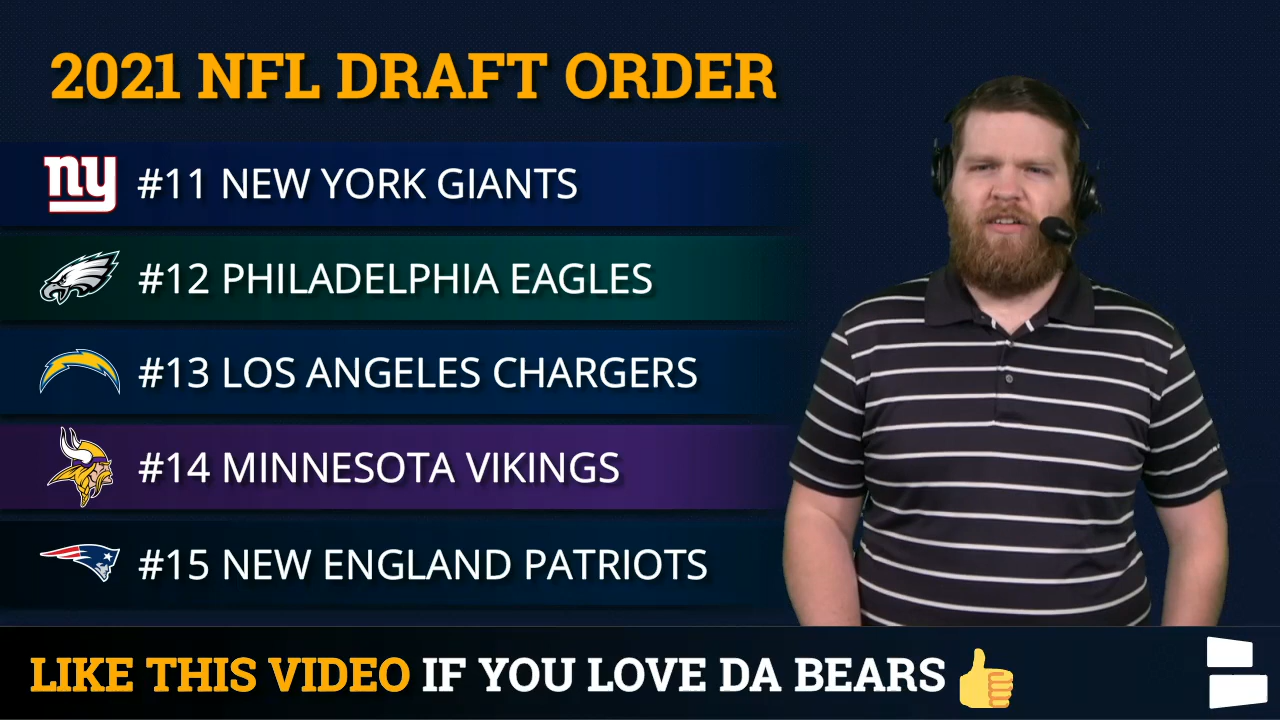 2021 NFL DRAFT ORDER
ny #11 NEW YORK GIANTS
#12 PHILADELPHIA EAGLES
#13 LOS ANGELES CHARGERS
#14 MINNESOTA VIKINGS
#15 NEW ENGLAND PATRIOTS
LIKE THIS VIDEO IF YOU LOVE DA BEARS